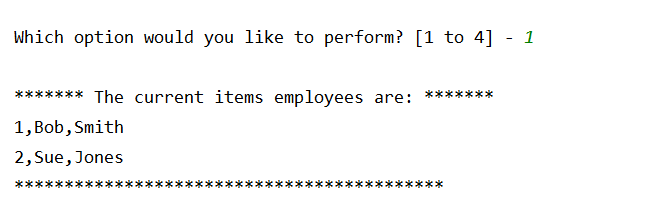 Which option would you like to perform? [1 to 4] - 1
******* The current items employees are: *******
1,Bob,Smith
2,Sue,Jones
*******************************************